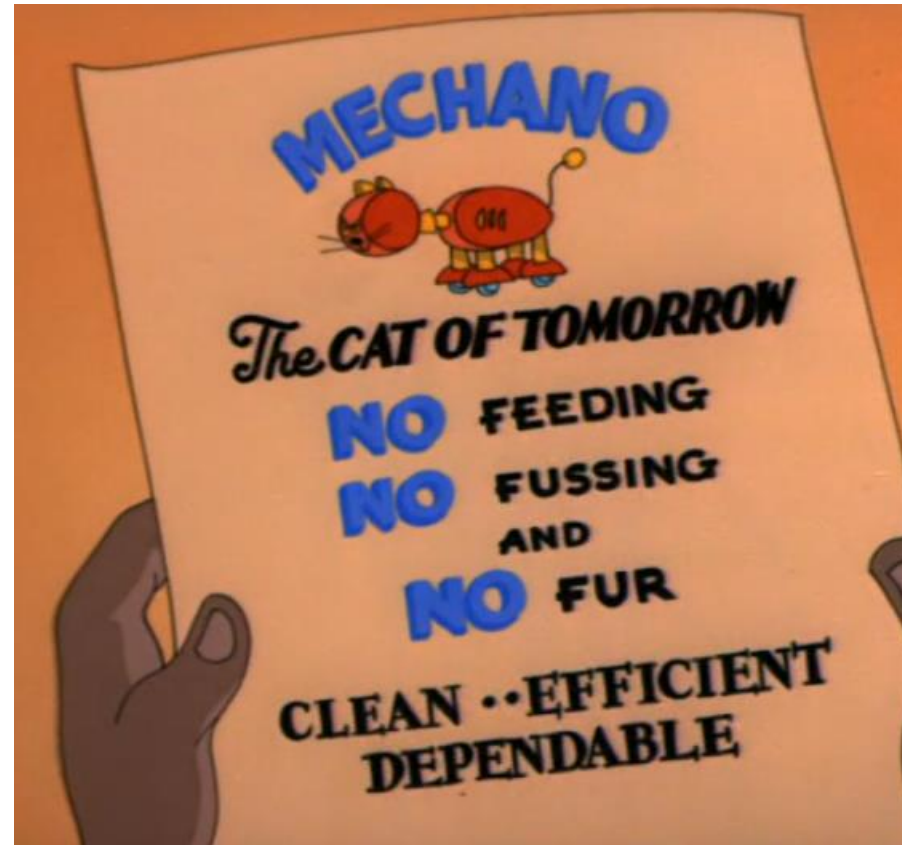 MECHANO
The CAT OF TOMORROW
NO FEEDING
NO FUSSING
AND
NO FUR
CLEAN ··EFFICIENT
DEPENDABLE